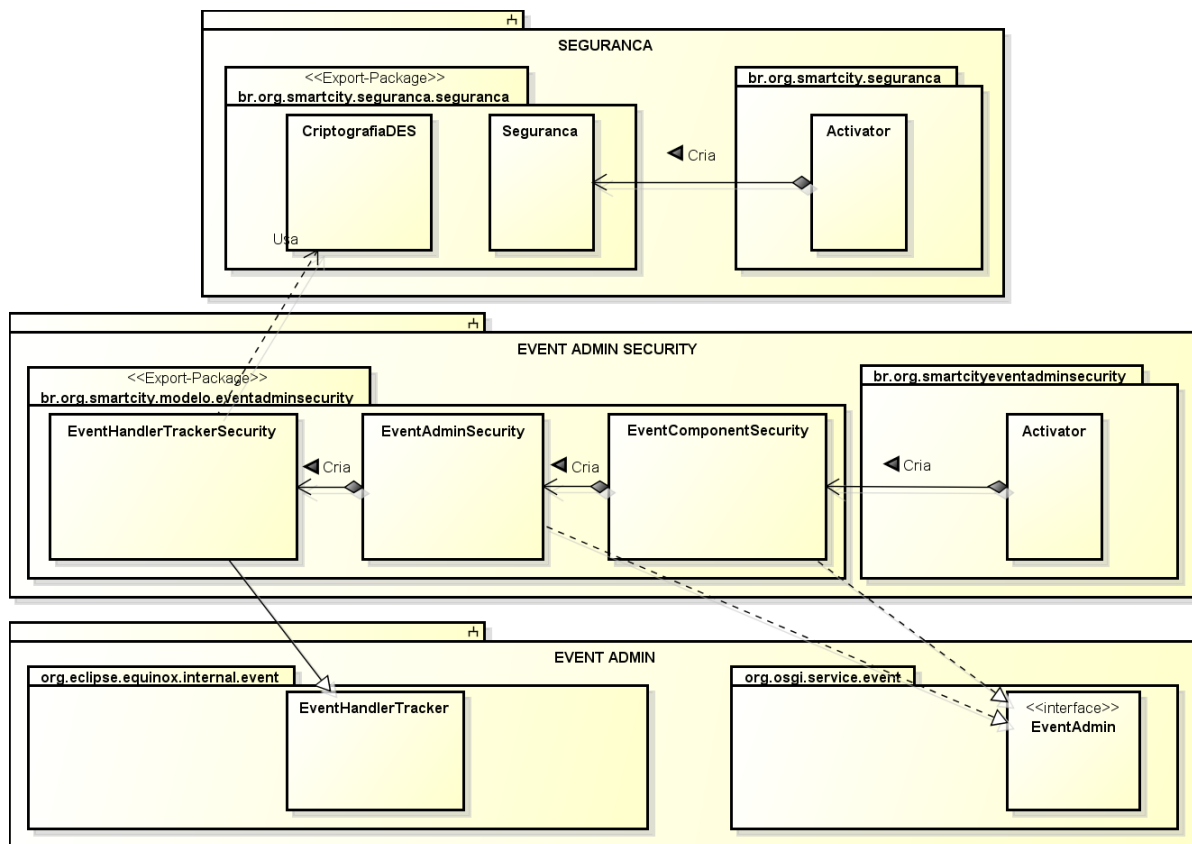 SEGURANCA
<<Export-Package>>
br.org.smartcity.seguranca.seguranca
br.org.smartcity.seguranca
CriptografiaDES
Seguranca
Activator
Cria
Usa
EVENT ADMIN SECURITY
<<Export-Package>>
br.org.smartcity.modelo.eventadminsecurity
br.org.smartcityeventadminsecurity
EventHandlerTrackerSecurity
EventAdminSecurity
EventComponentSecurity
Activator
Cria
Cria
Cria
EVENT ADMIN
org.eclipse.equinox.internal.event
org.osgi.service.event
EventHandlerTracker
<<interface>>
EventAdmin